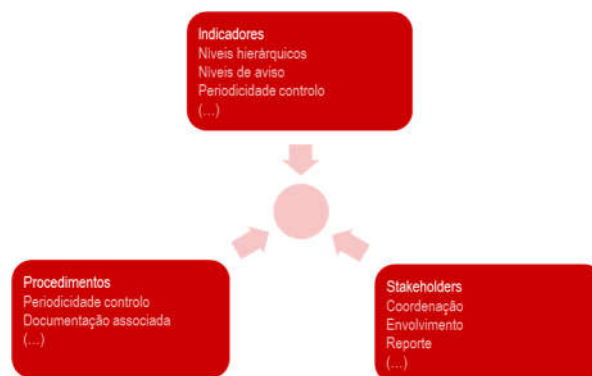 Indicadores
Níveis hierárquicos
Níveis de aviso
Periodicidade controlo
(...)
Procedimentos
Periodicidade controlo
Documentação associada
(...)
Stakeholders
Coordenação
Envolvimento
Reporte
(...)